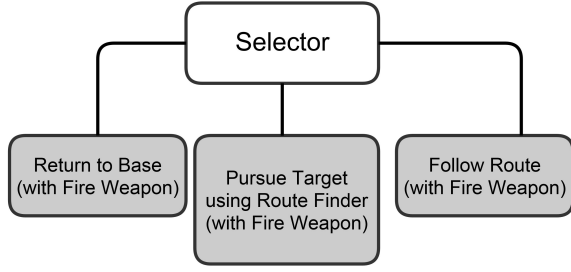 Selector
Return to Base
(with Fire Weapon)
Pursue Target
using Route Finder
(with Fire Weapon)
Follow Route
(with Fire Weapon)